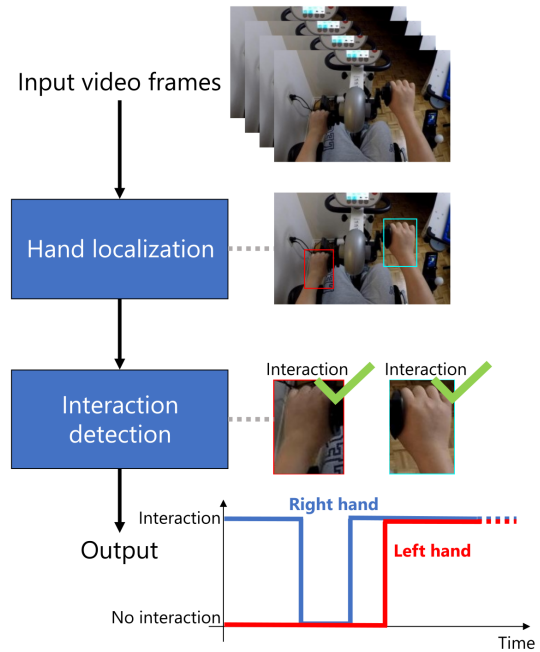 Input video frames
Hand localization
Interaction
detection
Interaction
Interaction
Output
Interaction
Right hand
Left hand
No interaction
Time